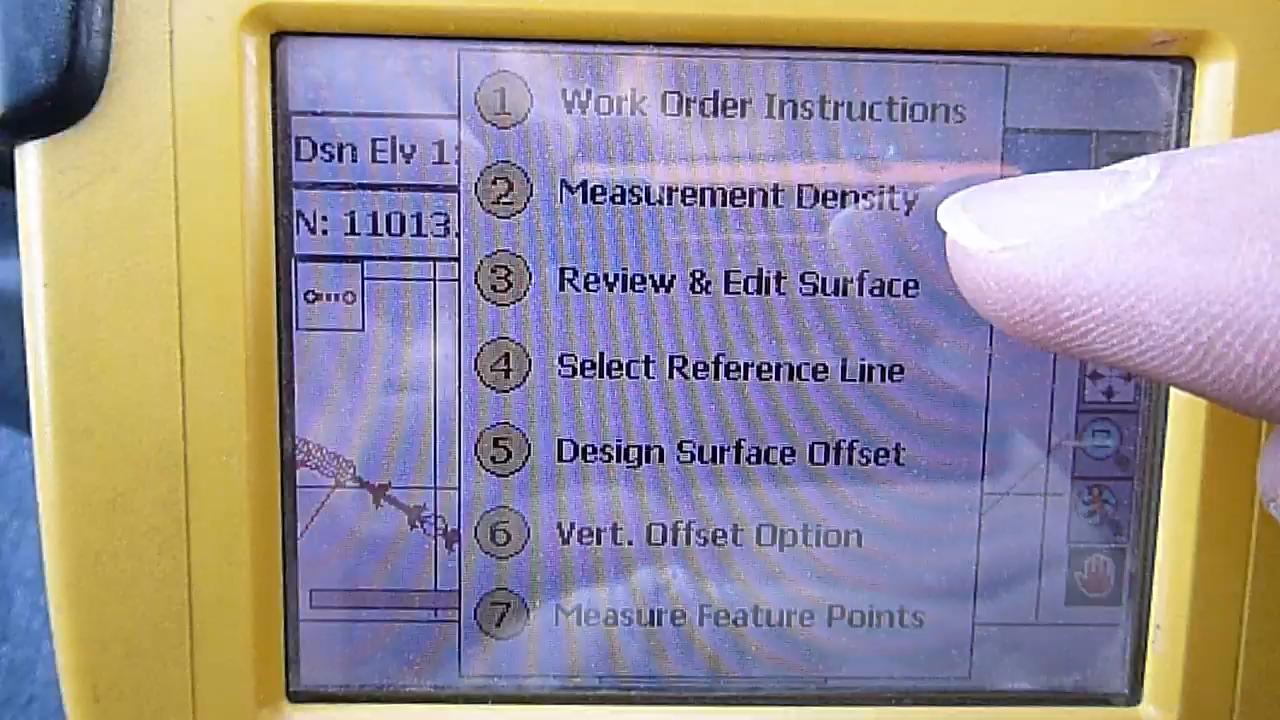 1 Work Order Instructions
Dsn Elv 1
2 Measurement Density
N: 11013.
3 Review & Edit Surface
4 Select Reference Line
5 Design Surface Offset
6 Vert. Offset Option
7 Measure Feature Points